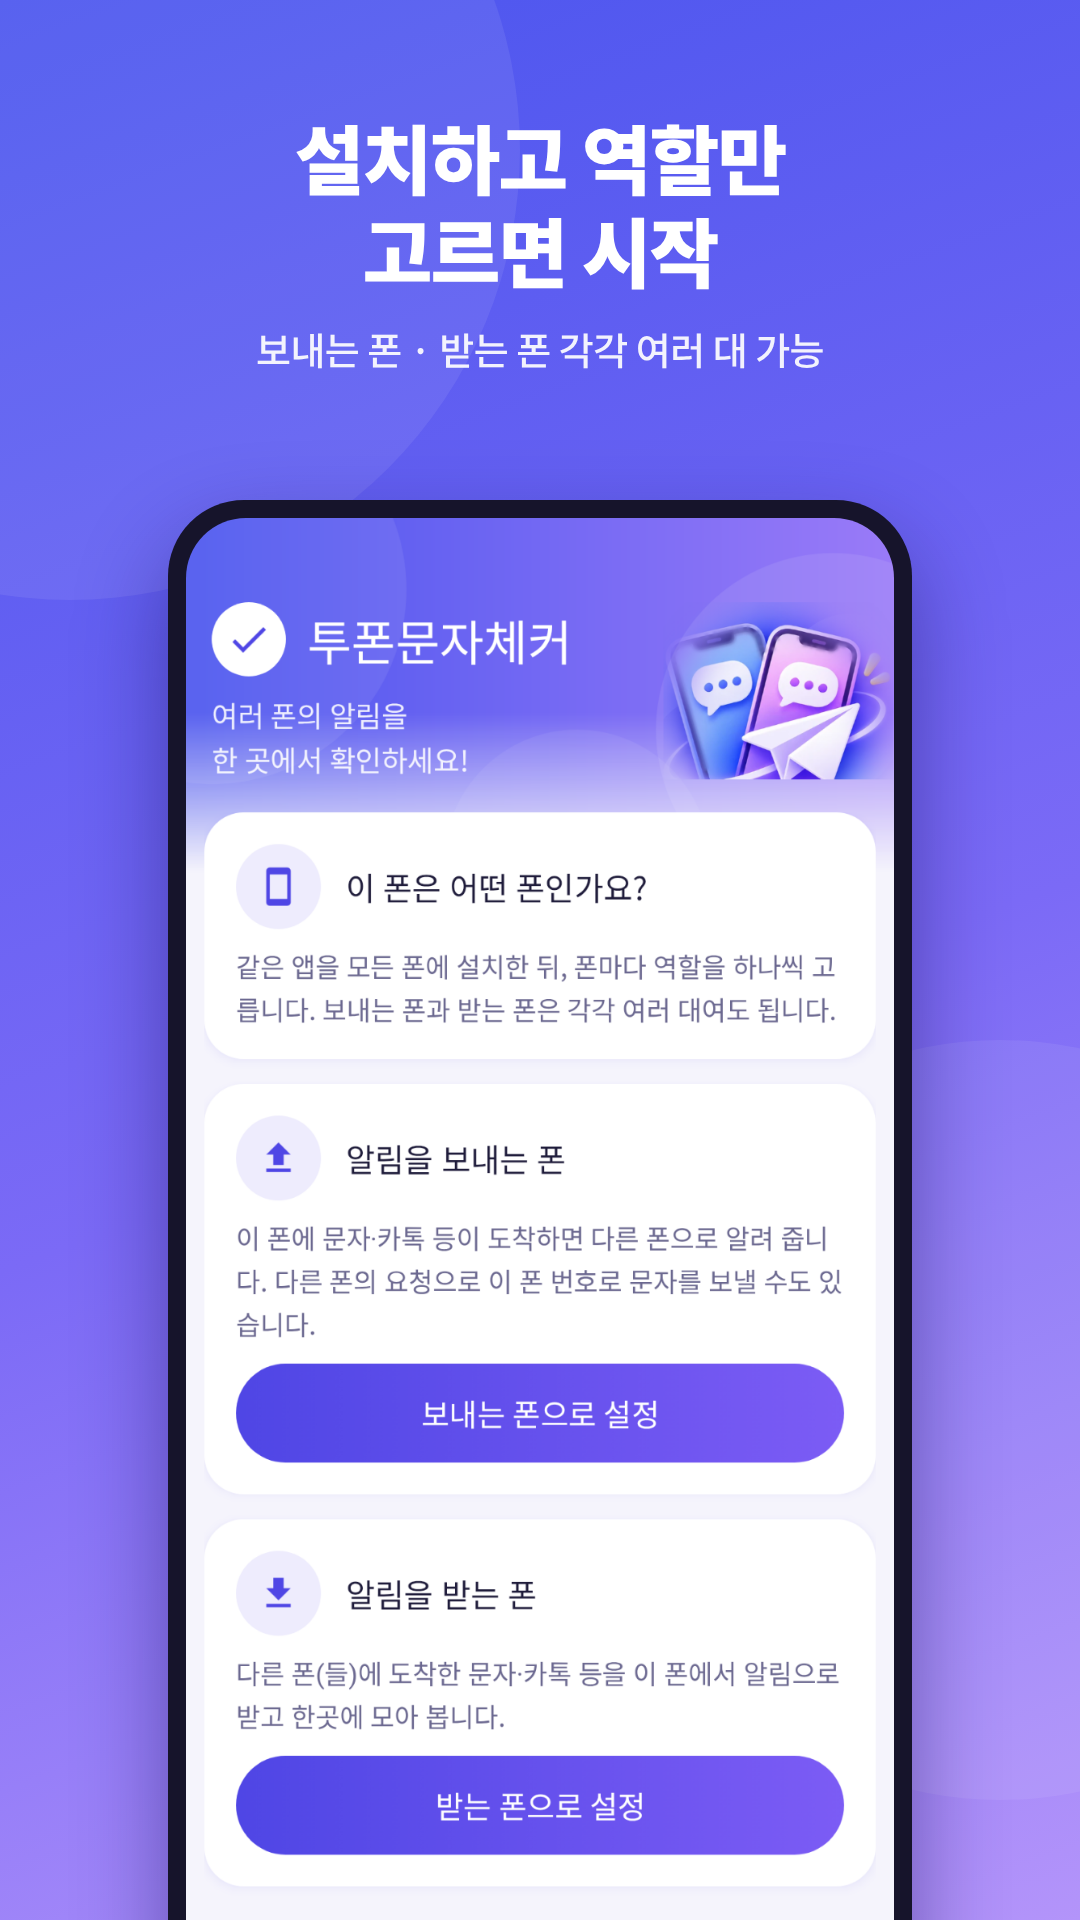 설치하고 역할만
고르면 시작
보내는 폰 · 받는 폰 각각 여러 대 가능
투폰문자체커
여러 폰의 알림을
한 곳에서 확인하세요!
이 폰은 어떤 폰인가요?
같은 앱을 모든 폰에 설치한 뒤, 폰마다 역할을 하나씩 고
릅니다. 보내는 폰과 받는 폰은 각각 여러 대여도 됩니다.
알림을 보내는 폰
이 폰에 문자·카톡 등이 도착하면 다른 폰으로 알려 줍니
다. 다른 폰의 요청으로 이 폰 번호로 문자를 보낼 수도 있
습니다.
보내는 폰으로 설정
알림을 받는 폰
다른 폰(들)에 도착한 문자·카톡 등을 이 폰에서 알림으로
받고 한곳에 모아 봅니다.
받는 폰으로 설정